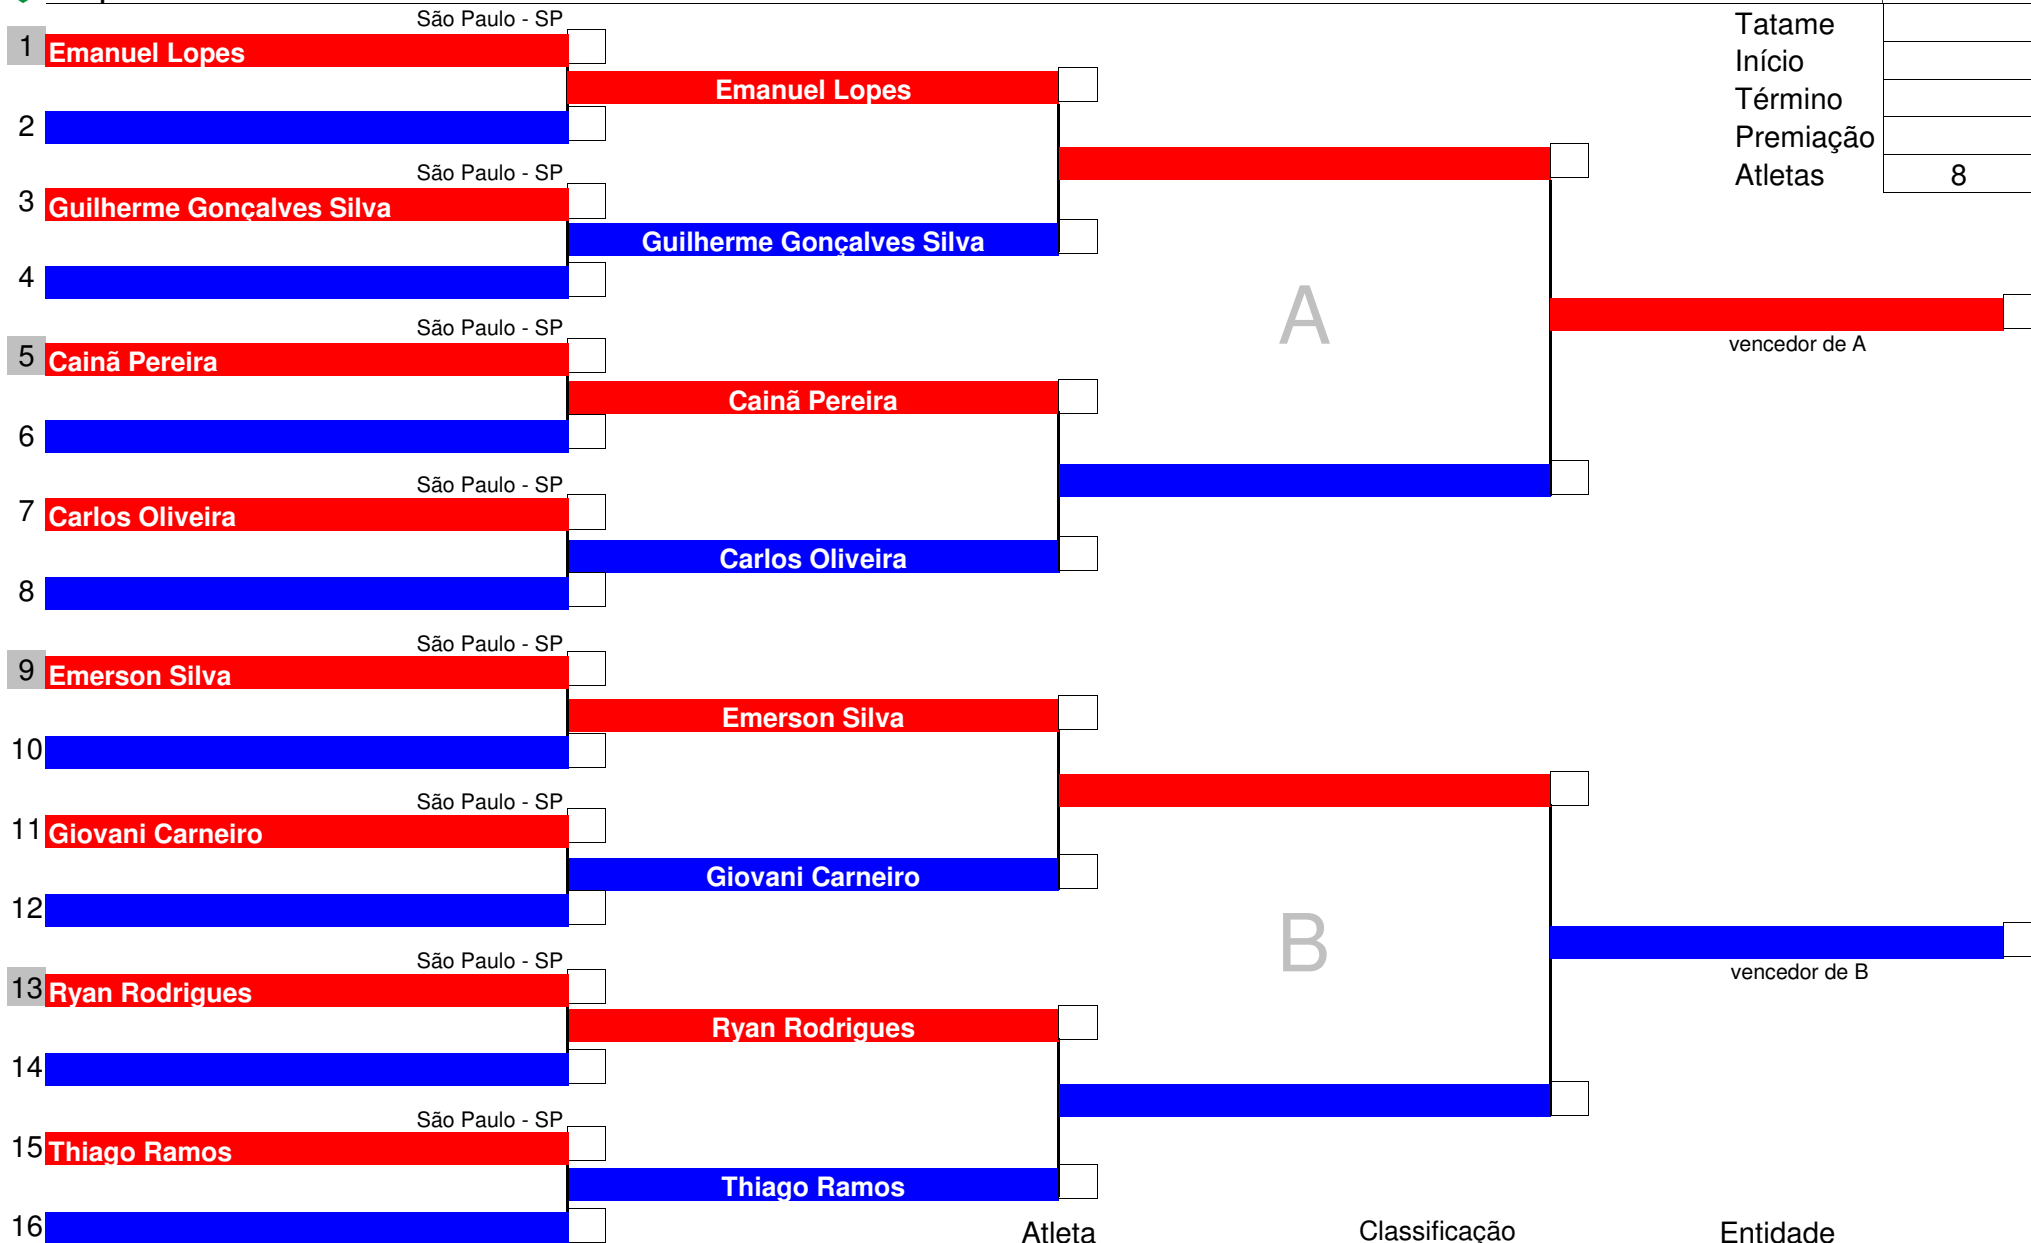 São Paulo - SP
Tatame
1 Emanuel Lopes
Início
Emanuel Lopes
Término
2
Premiação
São Paulo - SP
Atletas 8
3 Guilherme Gonçalves Silva
Guilherme Gonçalves Silva
4
A
São Paulo - SP
vencedor de A
5 Cainã Pereira
Cainã Pereira
6
São Paulo - SP
7 Carlos Oliveira
Carlos Oliveira
8
São Paulo - SP
9 Emerson Silva
Emerson Silva
10
São Paulo - SP
11 Giovani Carneiro
Giovani Carneiro
12
B
São Paulo - SP
vencedor de B
13 Ryan Rodrigues
Ryan Rodrigues
14
São Paulo - SP
15 Thiago Ramos
Thiago Ramos
16
Atleta Classificação Entidade